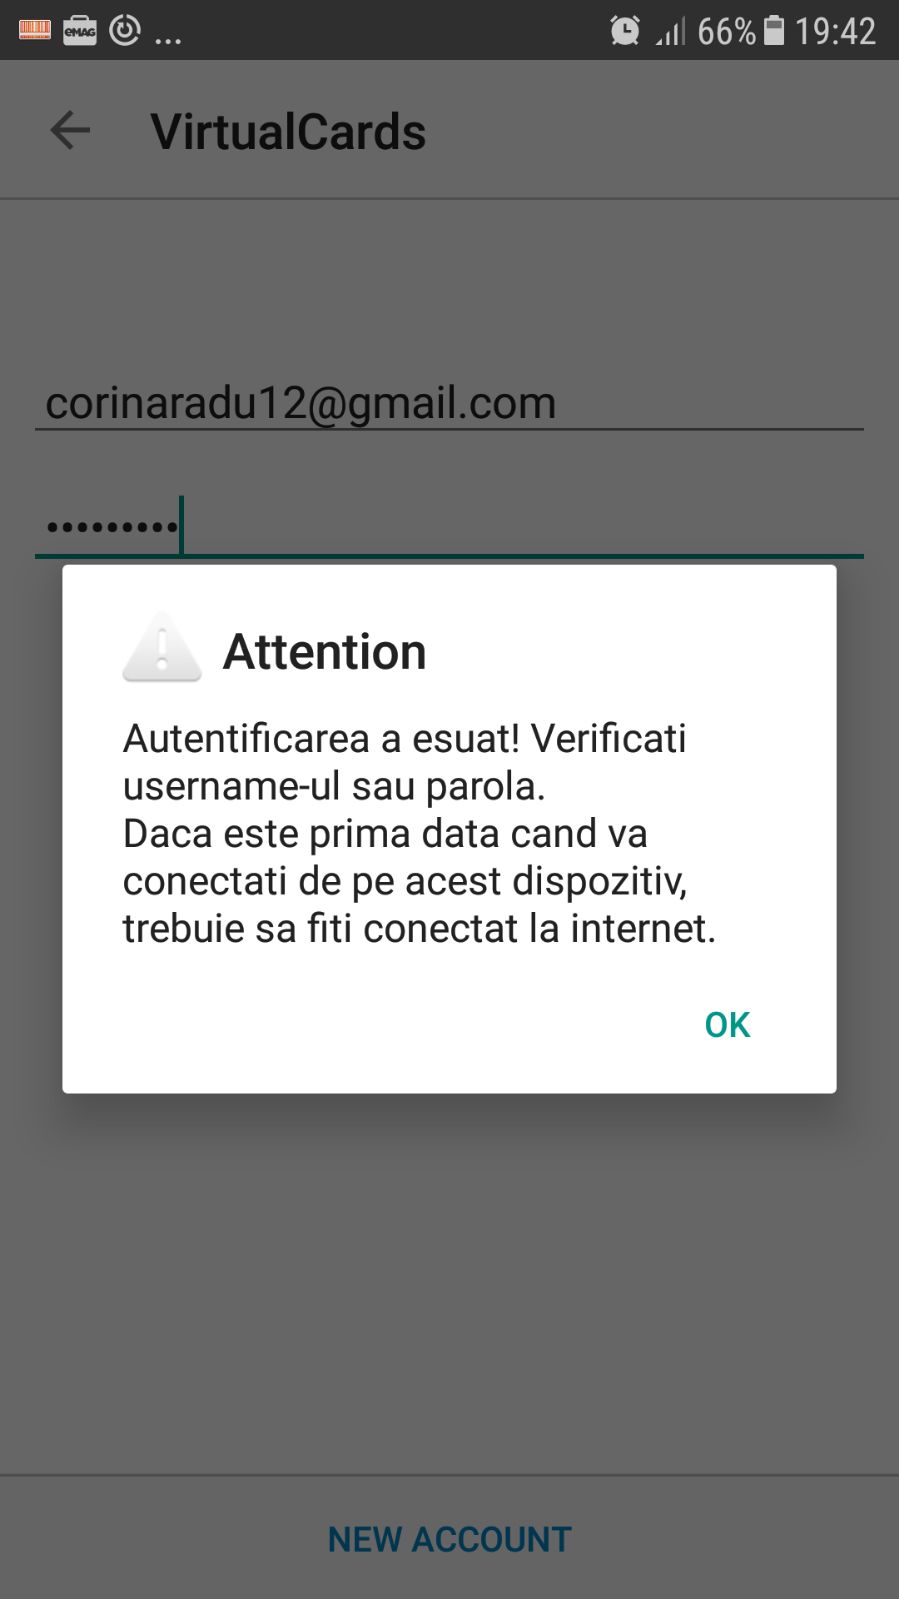 eMAG ... 66% 19:42
VirtualCards
corinaradu12@gmail.com
•••••••••
Attention
Autentificarea a esuat! Verificati
username-ul sau parola.
Daca este prima data cand va
conectati de pe acest dispozitiv,
trebuie sa fiti conectat la internet.
OK
NEW ACCOUNT